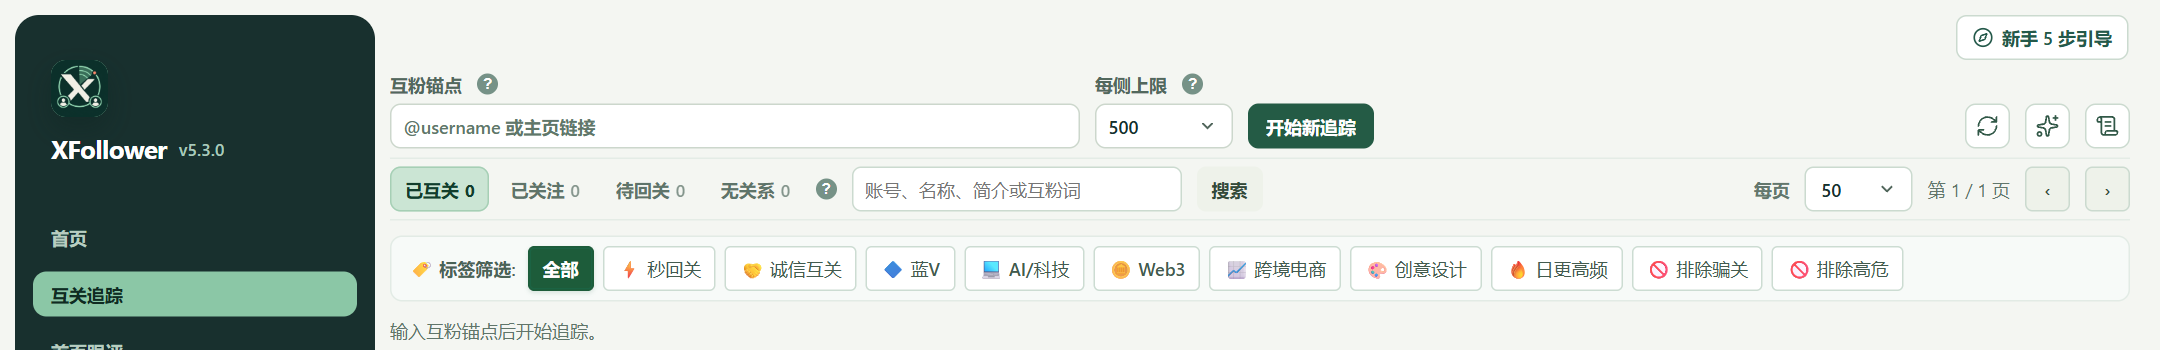 新手 5 步引导
XFollower v5.3.0
首页
互关追踪
互粉锚点 ?
每侧上限 ?
@username 或主页链接
500
开始新追踪
已互关 0
已关注 0
待回关 0
无关系 0
?
账号、名称、简介或互粉词
搜索
每页
50
第 1 / 1 页
‹
›
标签筛选:
全部
秒回关
诚信互关
蓝V
AI/科技
Web3
跨境电商
创意设计
日更高频
排除骗关
排除高危
输入互粉锚点后开始追踪。